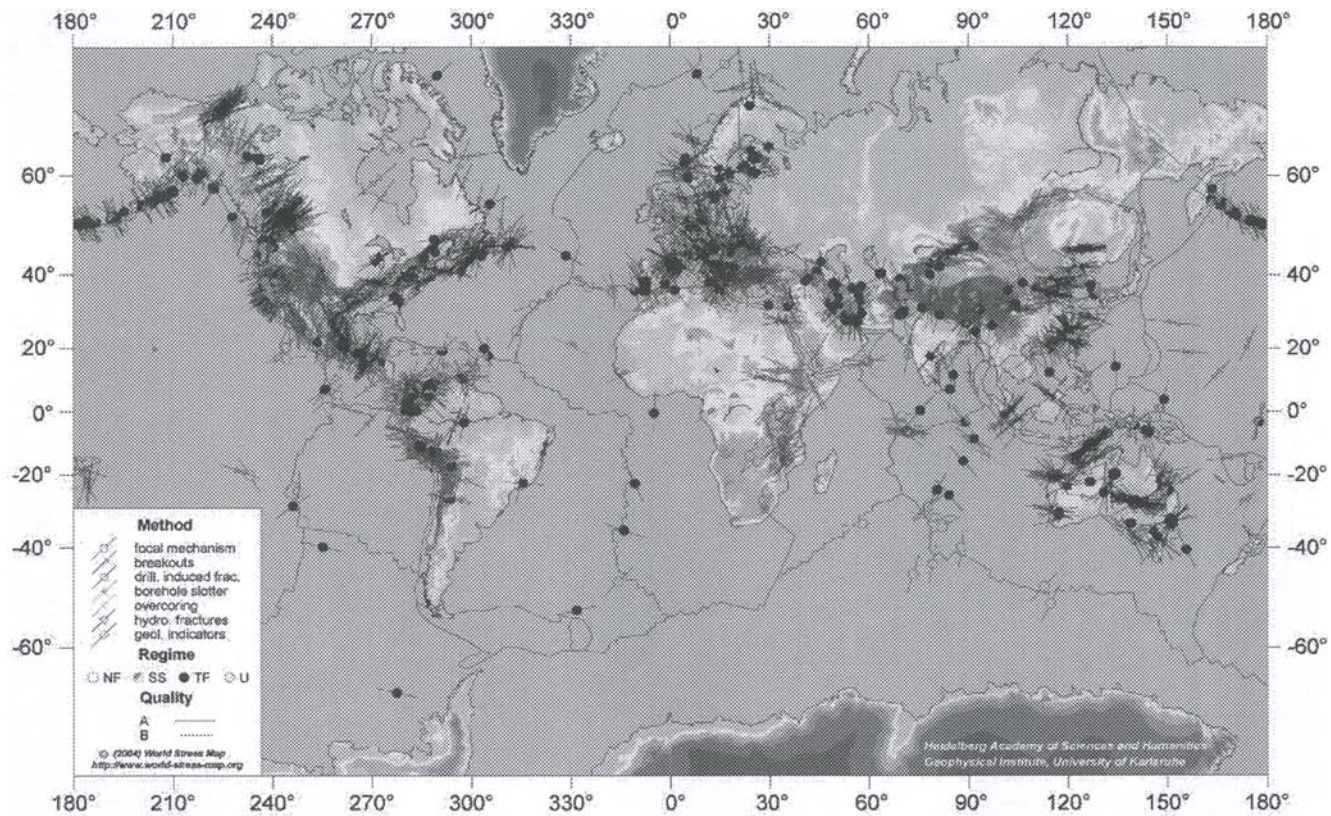 180° 210° 240° 270° 300° 330° 0° 30° 60° 90° 120° 150° 180°
60° 60°
40° 40°
20° 20°
0° 0°
-20° -20°
-40° -40°
-60° -60°
Method
focal mechanism
breakouts
drill. induced frac.
borehole slotter
overcoring
hydro. fractures
geol. indicators
Regime
NF SS TF U
Quality
A
B
© (2004) World Stress Map
http://www.world-stress-map.org
Heidelberg Academy of Sciences and Humanities
Geophysical Institute, University of Karlsruhe
180° 210° 240° 270° 300° 330° 0° 30° 60° 90° 120° 150° 180°